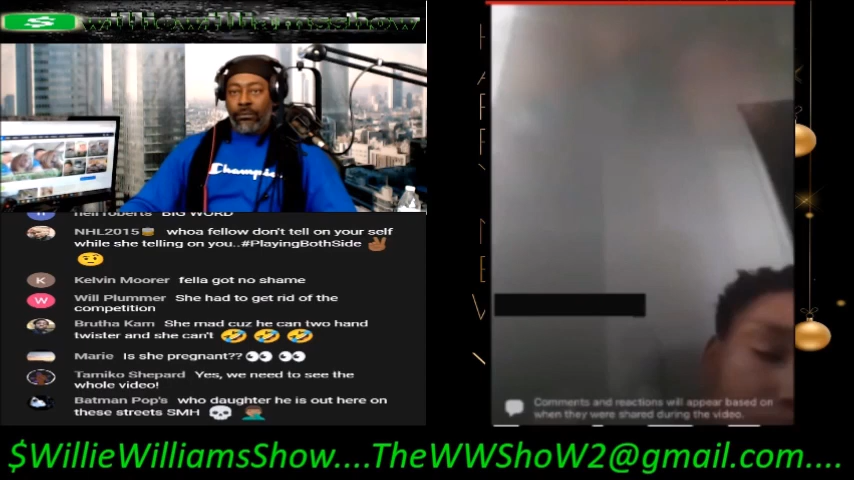 WillieWilliamsShow
Champion
neil roberts BIG WORD
NHL2015 whoa fellow don't tell on your self
while she telling on you..#PlayingBothSide
Kelvin Moorer fella got no shame
Will Plummer She had to get rid of the
competition
Brutha Kam She mad cuz he can two hand
twister and she can't
Marie Is she pregnant??
Tamiko Shepard Yes, we need to see the
whole video!
Batman Pop's who daughter he is out here on
these streets SMH
Comments and reactions will appear based on
when they were shared during the video.
$WillieWilliamsShow....TheWWShoW2@gmail.com....